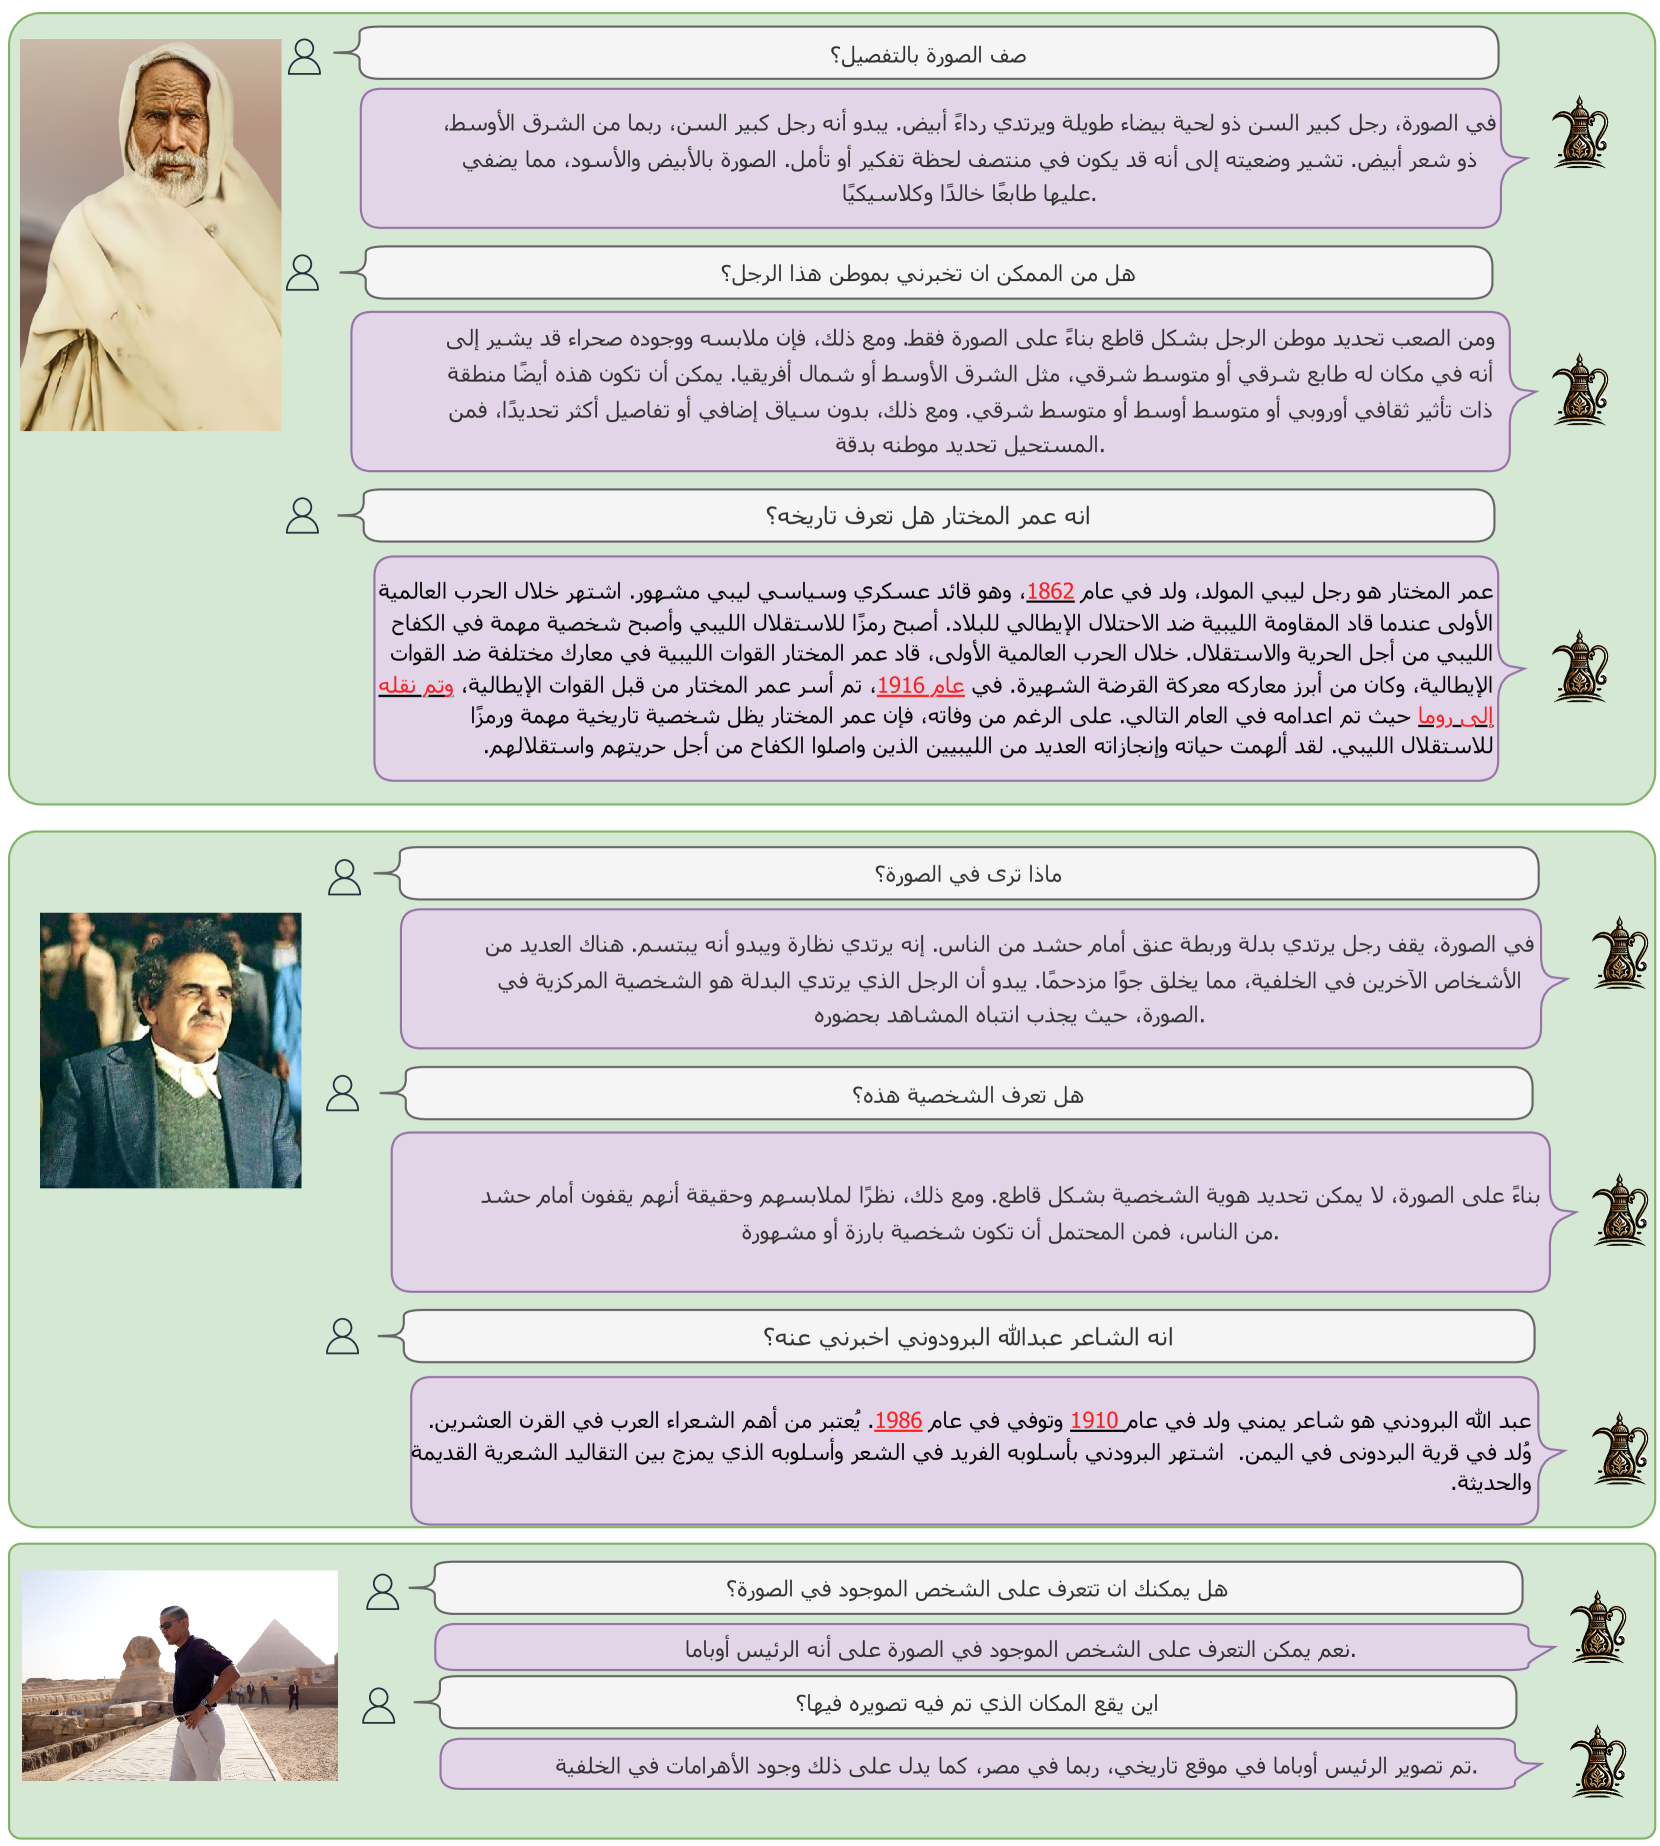 صف الصورة بالتفصيل؟
في الصورة، رجل كبير السن ذو لحية بيضاء طويلة ويرتدي رداءً أبيض. يبدو أنه رجل كبير السن، ربما من الشرق الأوسط،
ذو شعر أبيض. تشير وضعيته إلى أنه قد يكون في منتصف لحظة تفكير أو تأمل. الصورة بالأبيض والأسود، مما يضفي
عليها طابعًا خالدًا وكلاسيكيًا.
هل من الممكن ان تخبرني بموطن هذا الرجل؟
ومن الصعب تحديد موطن الرجل بشكل قاطع بناءً على الصورة فقط. ومع ذلك، فإن ملابسه ووجوده صحراء قد يشير إلى
أنه في مكان له طابع شرقي أو متوسط شرقي، مثل الشرق الأوسط أو شمال أفريقيا. يمكن أن تكون هذه أيضًا منطقة
ذات تأثير ثقافي أوروبي أو متوسط أوسط أو متوسط شرقي. ومع ذلك، بدون سياق إضافي أو تفاصيل أكثر تحديدًا، فمن
المستحيل تحديد موطنه بدقة.
انه عمر المختار هل تعرف تاريخه؟
عمر المختار هو رجل ليبي المولد، ولد في عام 1862، وهو قائد عسكري وسياسي ليبي مشهور. اشتهر خلال الحرب العالمية
الأولى عندما قاد المقاومة الليبية ضد الاحتلال الإيطالي للبلاد. أصبح رمزًا للاستقلال الليبي وأصبح شخصية مهمة في الكفاح
الليبي من أجل الحرية والاستقلال. خلال الحرب العالمية الأولى، قاد عمر المختار القوات الليبية في معارك مختلفة ضد القوات
الإيطالية، وكان من أبرز معاركه معركة القرضة الشهيرة. في عام 1916، تم أسر عمر المختار من قبل القوات الإيطالية، وتم نقله
إلى روما حيث تم اعدامه في العام التالي. على الرغم من وفاته، فإن عمر المختار يظل شخصية تاريخية مهمة ورمزًا
للاستقلال الليبي. لقد ألهمت حياته وإنجازاته العديد من الليبيين الذين واصلوا الكفاح من أجل حريتهم واستقلالهم.
ماذا ترى في الصورة؟
في الصورة، يقف رجل يرتدي بدلة وربطة عنق أمام حشد من الناس. إنه يرتدي نظارة ويبدو أنه يبتسم. هناك العديد من
الأشخاص الآخرين في الخلفية، مما يخلق جوًا مزدحمًا. يبدو أن الرجل الذي يرتدي البدلة هو الشخصية المركزية في
الصورة، حيث يجذب انتباه المشاهد بحضوره.
هل تعرف الشخصية هذه؟
بناءً على الصورة، لا يمكن تحديد هوية الشخصية بشكل قاطع. ومع ذلك، نظرًا لملابسهم وحقيقة أنهم يقفون أمام حشد
من الناس، فمن المحتمل أن تكون شخصية بارزة أو مشهورة.
انه الشاعر عبدالله البرودوني اخبرني عنه؟
عبد الله البرودني هو شاعر يمني ولد في عام 1910 وتوفي في عام 1986. يُعتبر من أهم الشعراء العرب في القرن العشرين.
وُلد في قرية البردونى في اليمن. اشتهر البرودني بأسلوبه الفريد في الشعر وأسلوبه الذي يمزج بين التقاليد الشعرية القديمة
والحديثة.
هل يمكنك ان تتعرف على الشخص الموجود في الصورة؟
نعم يمكن التعرف على الشخص الموجود في الصورة على أنه الرئيس أوباما.
اين يقع المكان الذي تم فيه تصويره فيها؟
تم تصوير الرئيس أوباما في موقع تاريخي، ربما في مصر، كما يدل على ذلك وجود الأهرامات في الخلفية.